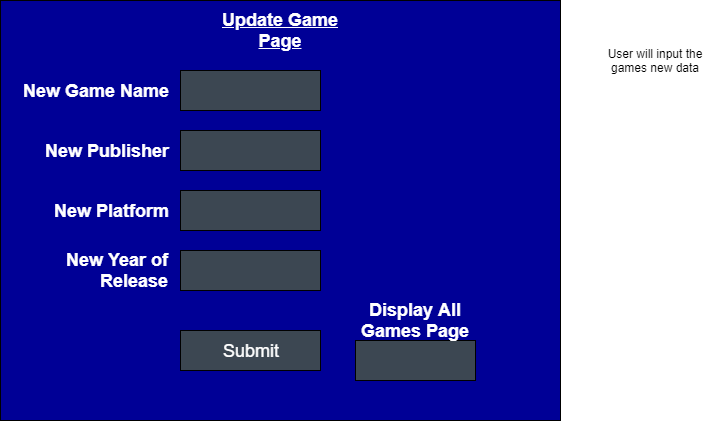 Update Game
Page
User will input the
games new data
New Game Name
New Publisher
New Platform
New Year of
Release
Display All
Games Page
Submit